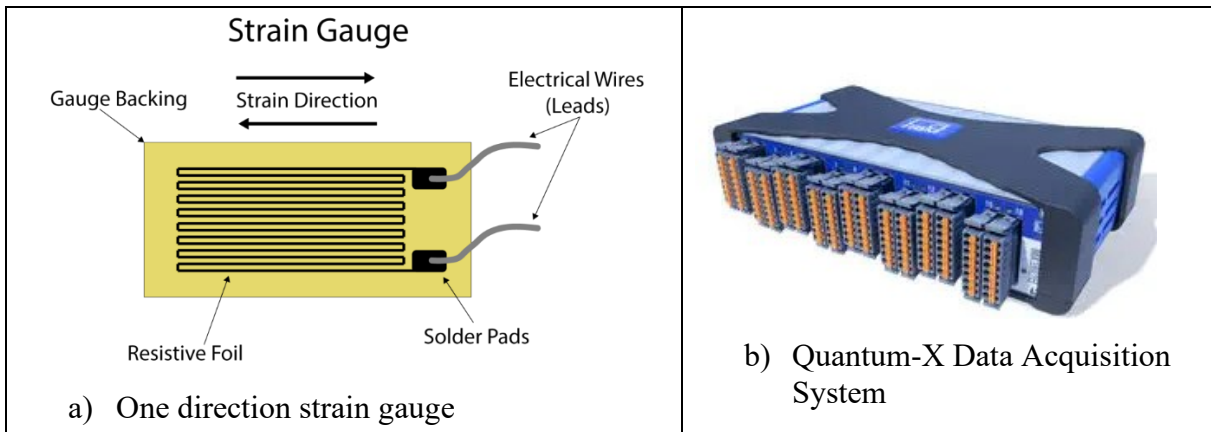 Strain Gauge
Gauge Backing
Strain Direction
Electrical Wires
(Leads)
Resistive Foil
Solder Pads
a) One direction strain gauge
b) Quantum-X Data Acquisition
System